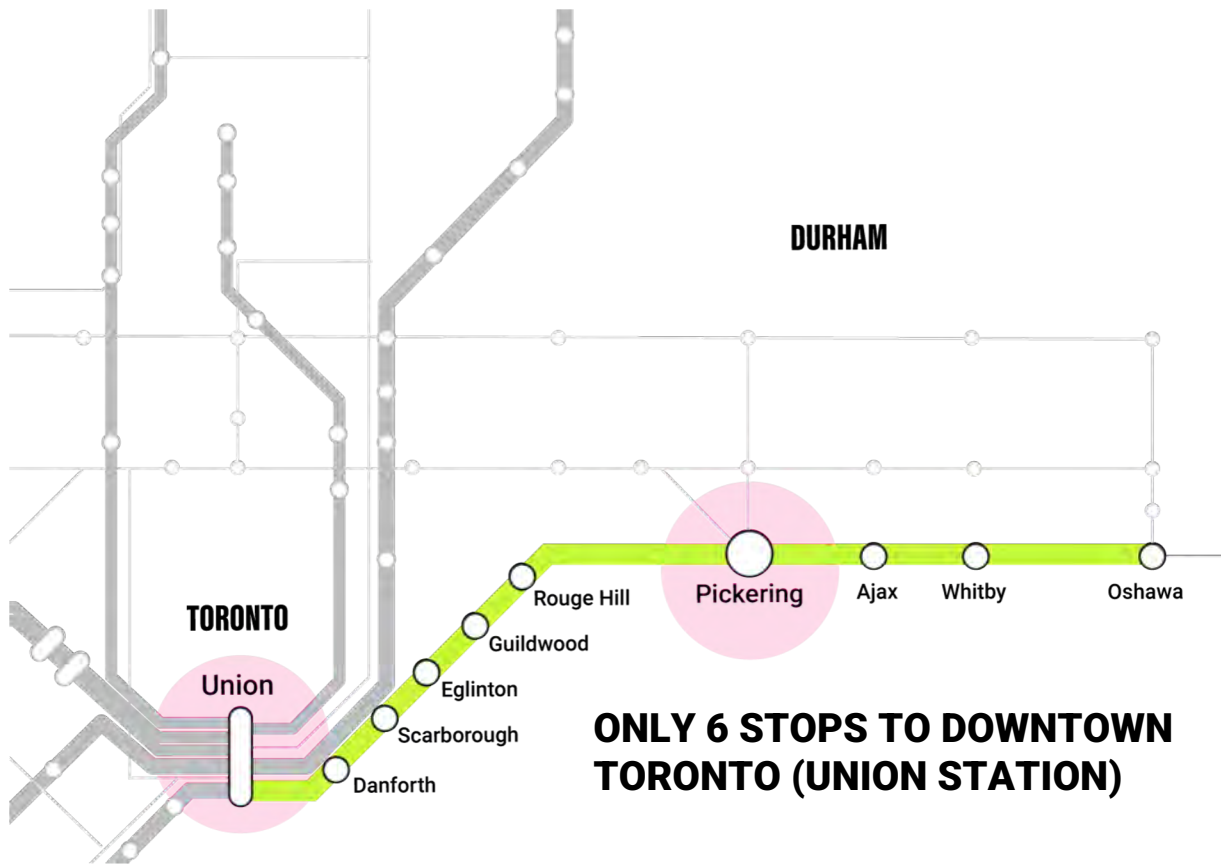 DURHAM
TORONTO
Union
Danforth
Scarborough
Eglinton
Guildwood
Rouge Hill
Pickering
Ajax
Whitby
Oshawa
ONLY 6 STOPS TO DOWNTOWN
TORONTO (UNION STATION)